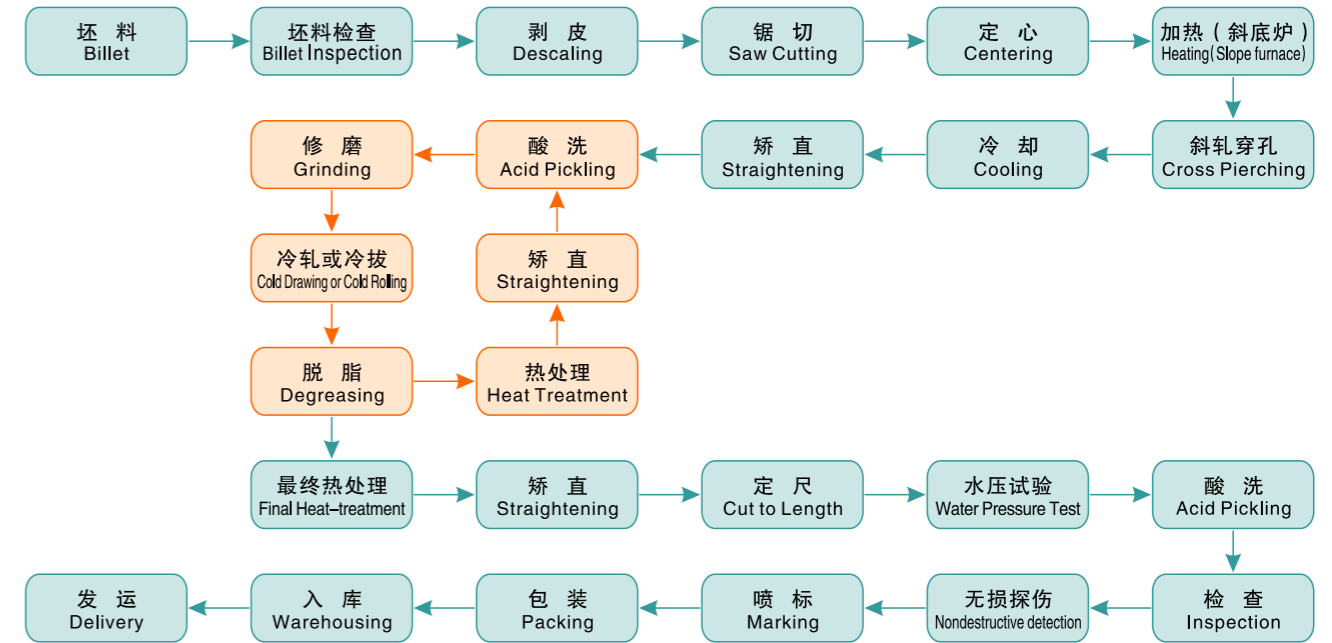 坯 料
Billet
坯料检查
Billet Inspection
剥 皮
Descaling
锯 切
Saw Cutting
定 心
Centering
加热（斜底炉）
Heating(Slope furnace)
斜轧穿孔
Cross Pierching
冷 却
Cooling
矫 直
Straightening
酸 洗
Acid Pickling
修 磨
Grinding
冷轧或冷拔
Cold Drawing or Cold Rolling
矫 直
Straightening
脱 脂
Degreasing
热处理
Heat Treatment
最终热处理
Final Heat–treatment
矫 直
Straightening
定 尺
Cut to Length
水压试验
Water Pressure Test
酸 洗
Acid Pickling
检 查
Inspection
无损探伤
Nondestructive detection
喷 标
Marking
包 装
Packing
入 库
Warehousing
发 运
Delivery